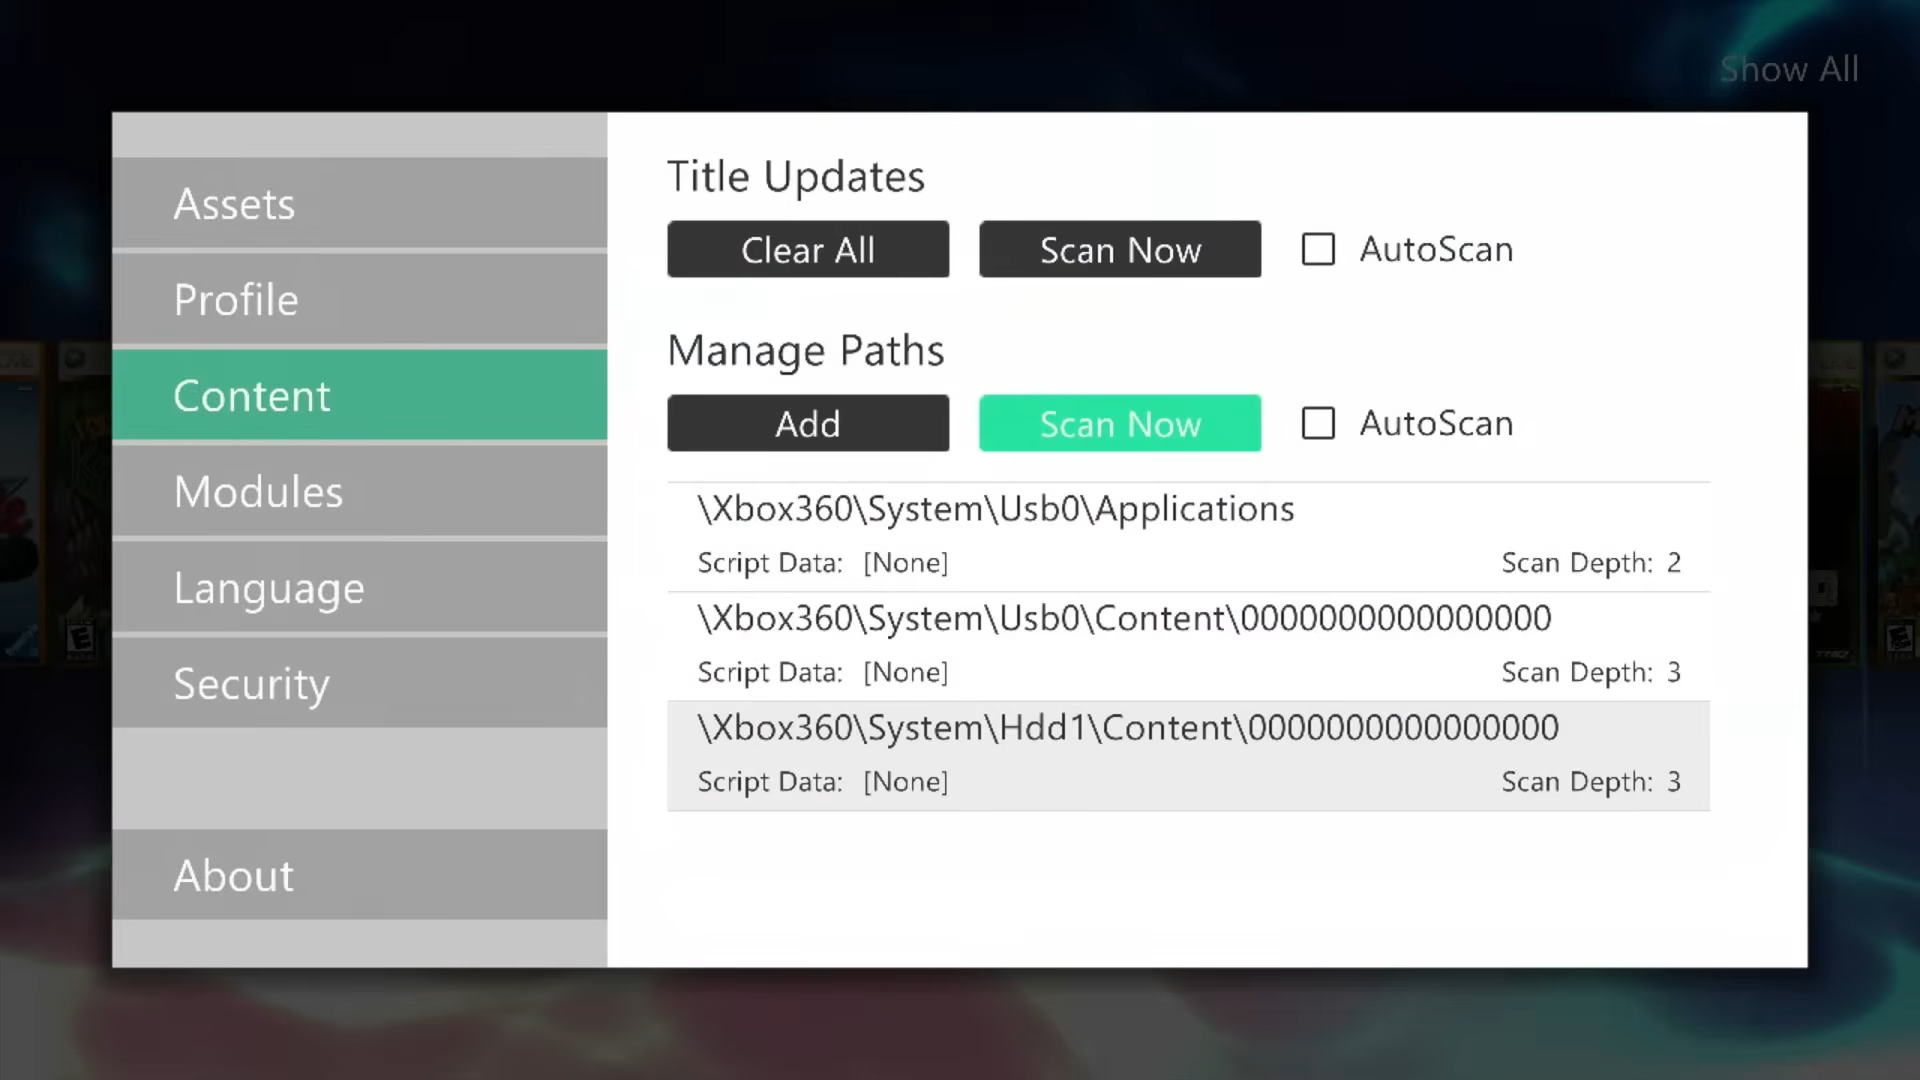 Show All
Assets
Profile
Content
Modules
Language
Security
About
Title Updates
Clear All
Scan Now
AutoScan
Manage Paths
Add
Scan Now
AutoScan
\Xbox360\System\Usb0\Applications
Script Data: [None]
Scan Depth: 2
\Xbox360\System\Usb0\Content\0000000000000000
Script Data: [None]
Scan Depth: 3
\Xbox360\System\Hdd1\Content\0000000000000000
Script Data: [None]
Scan Depth: 3
E
E